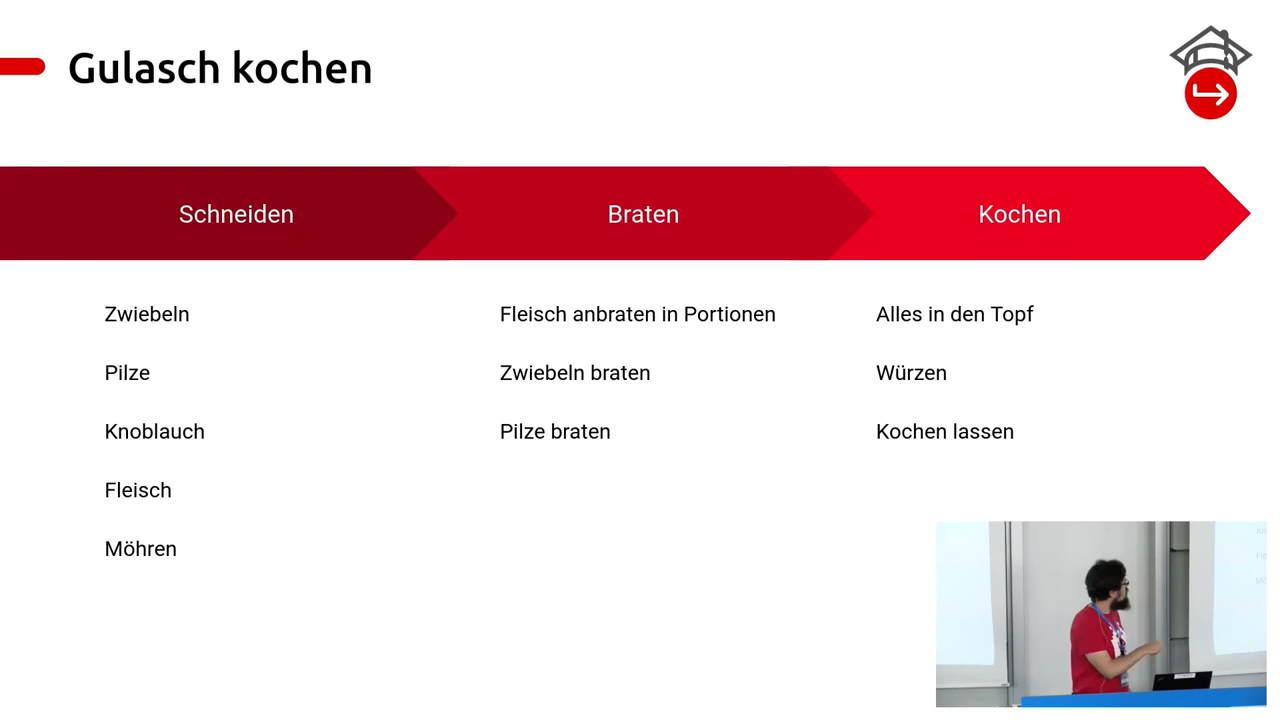 Gulasch kochen
Schneiden
Braten
Kochen
Zwiebeln
Pilze
Knoblauch
Fleisch
Möhren
Fleisch anbraten in Portionen
Zwiebeln braten
Pilze braten
Alles in den Topf
Würzen
Kochen lassen